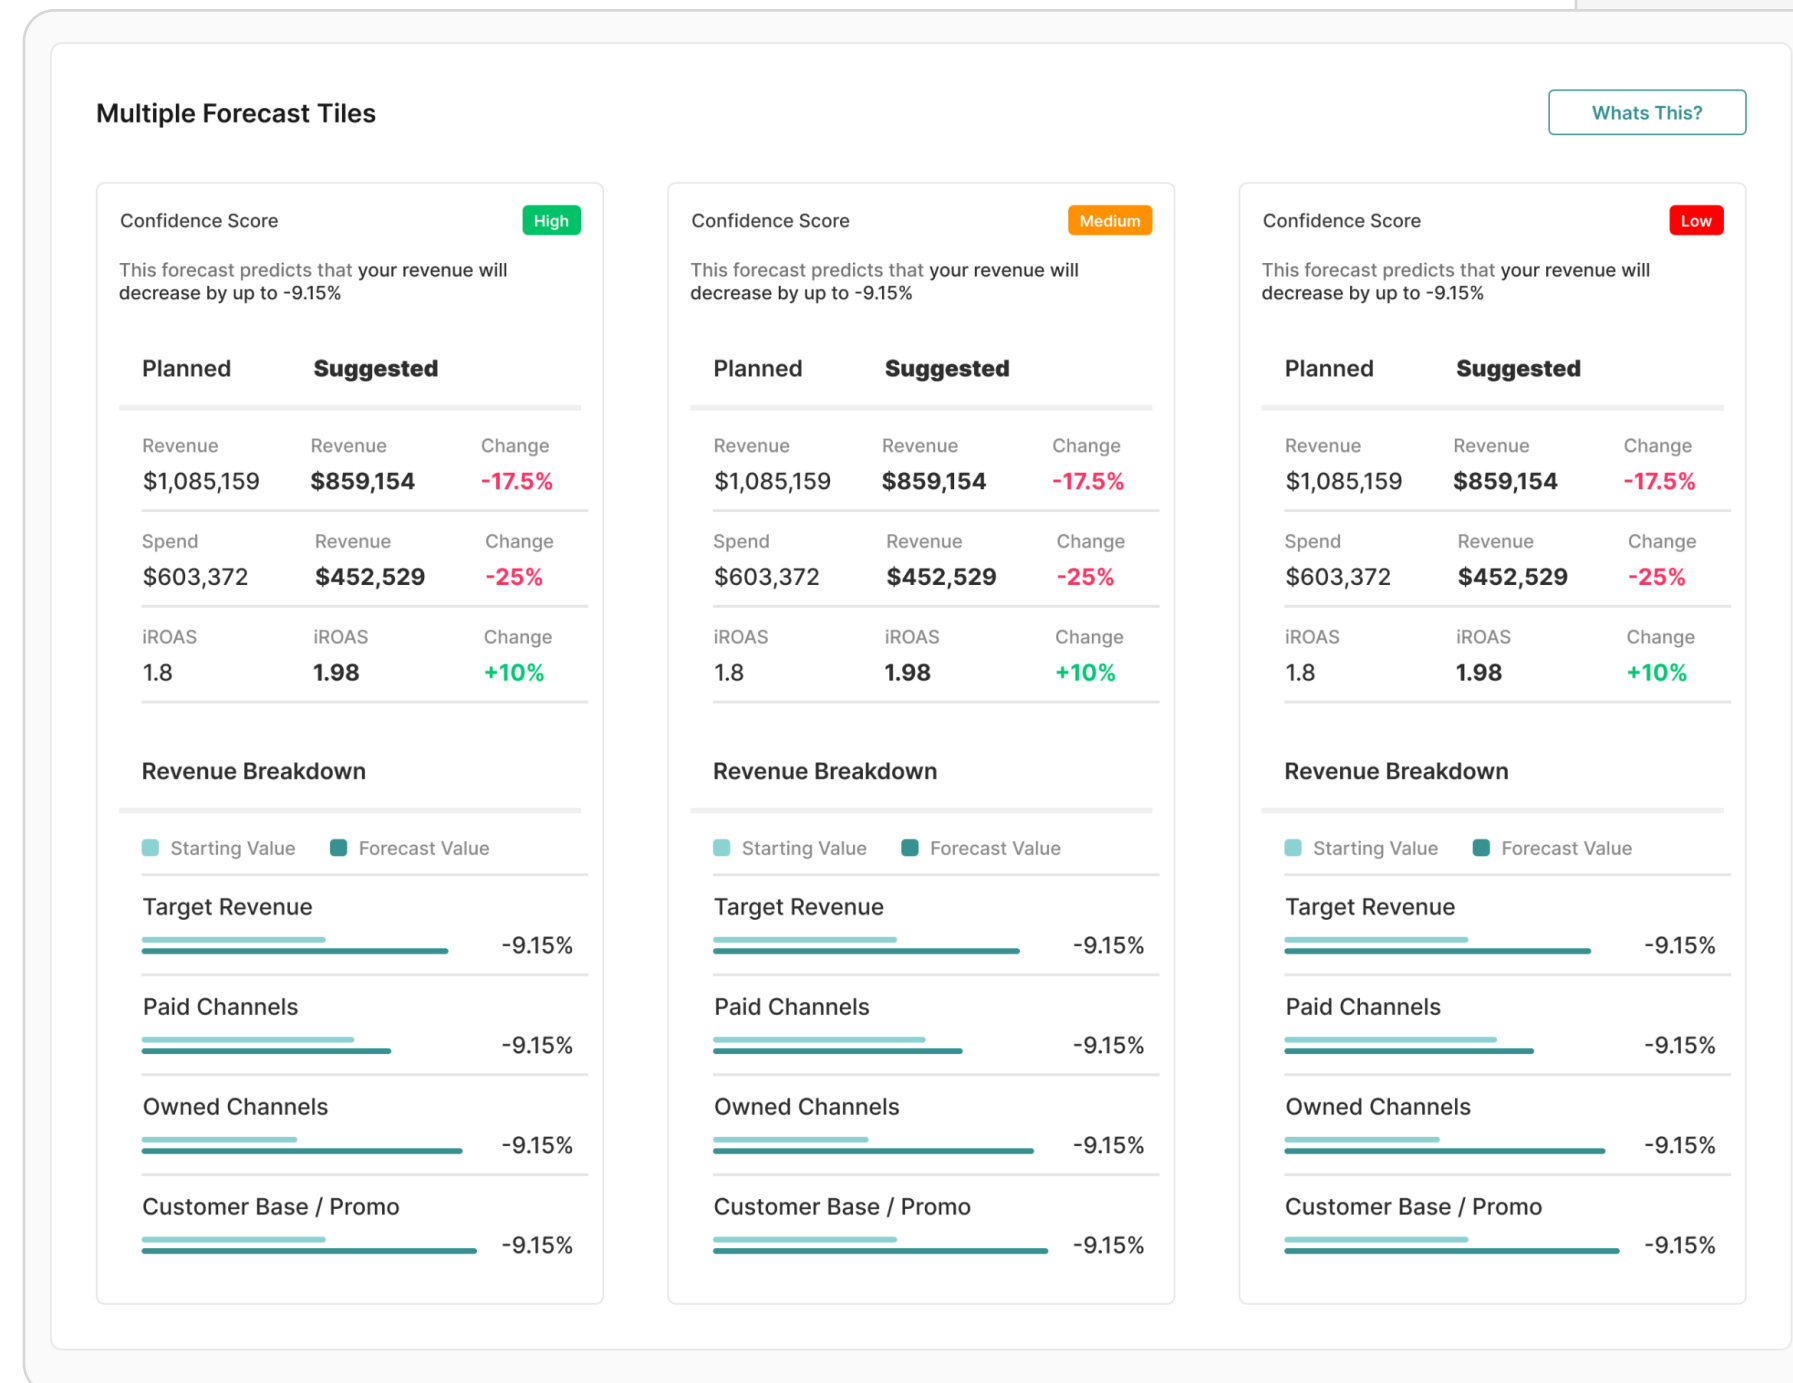 Multiple Forecast Tiles
Whats This?
Confidence Score High
This forecast predicts that your revenue will
decrease by up to -9.15%
Planned Suggested
Revenue Revenue Change
$1,085,159 $859,154 -17.5%
Spend Revenue Change
$603,372 $452,529 -25%
iROAS iROAS Change
1.8 1.98 +10%
Revenue Breakdown
Starting Value Forecast Value
Target Revenue
-9.15%
Paid Channels
-9.15%
Owned Channels
-9.15%
Customer Base / Promo
-9.15%
Confidence Score Medium
This forecast predicts that your revenue will
decrease by up to -9.15%
Planned Suggested
Revenue Revenue Change
$1,085,159 $859,154 -17.5%
Spend Revenue Change
$603,372 $452,529 -25%
iROAS iROAS Change
1.8 1.98 +10%
Revenue Breakdown
Starting Value Forecast Value
Target Revenue
-9.15%
Paid Channels
-9.15%
Owned Channels
-9.15%
Customer Base / Promo
-9.15%
Confidence Score Low
This forecast predicts that your revenue will
decrease by up to -9.15%
Planned Suggested
Revenue Revenue Change
$1,085,159 $859,154 -17.5%
Spend Revenue Change
$603,372 $452,529 -25%
iROAS iROAS Change
1.8 1.98 +10%
Revenue Breakdown
Starting Value Forecast Value
Target Revenue
-9.15%
Paid Channels
-9.15%
Owned Channels
-9.15%
Customer Base / Promo
-9.15%